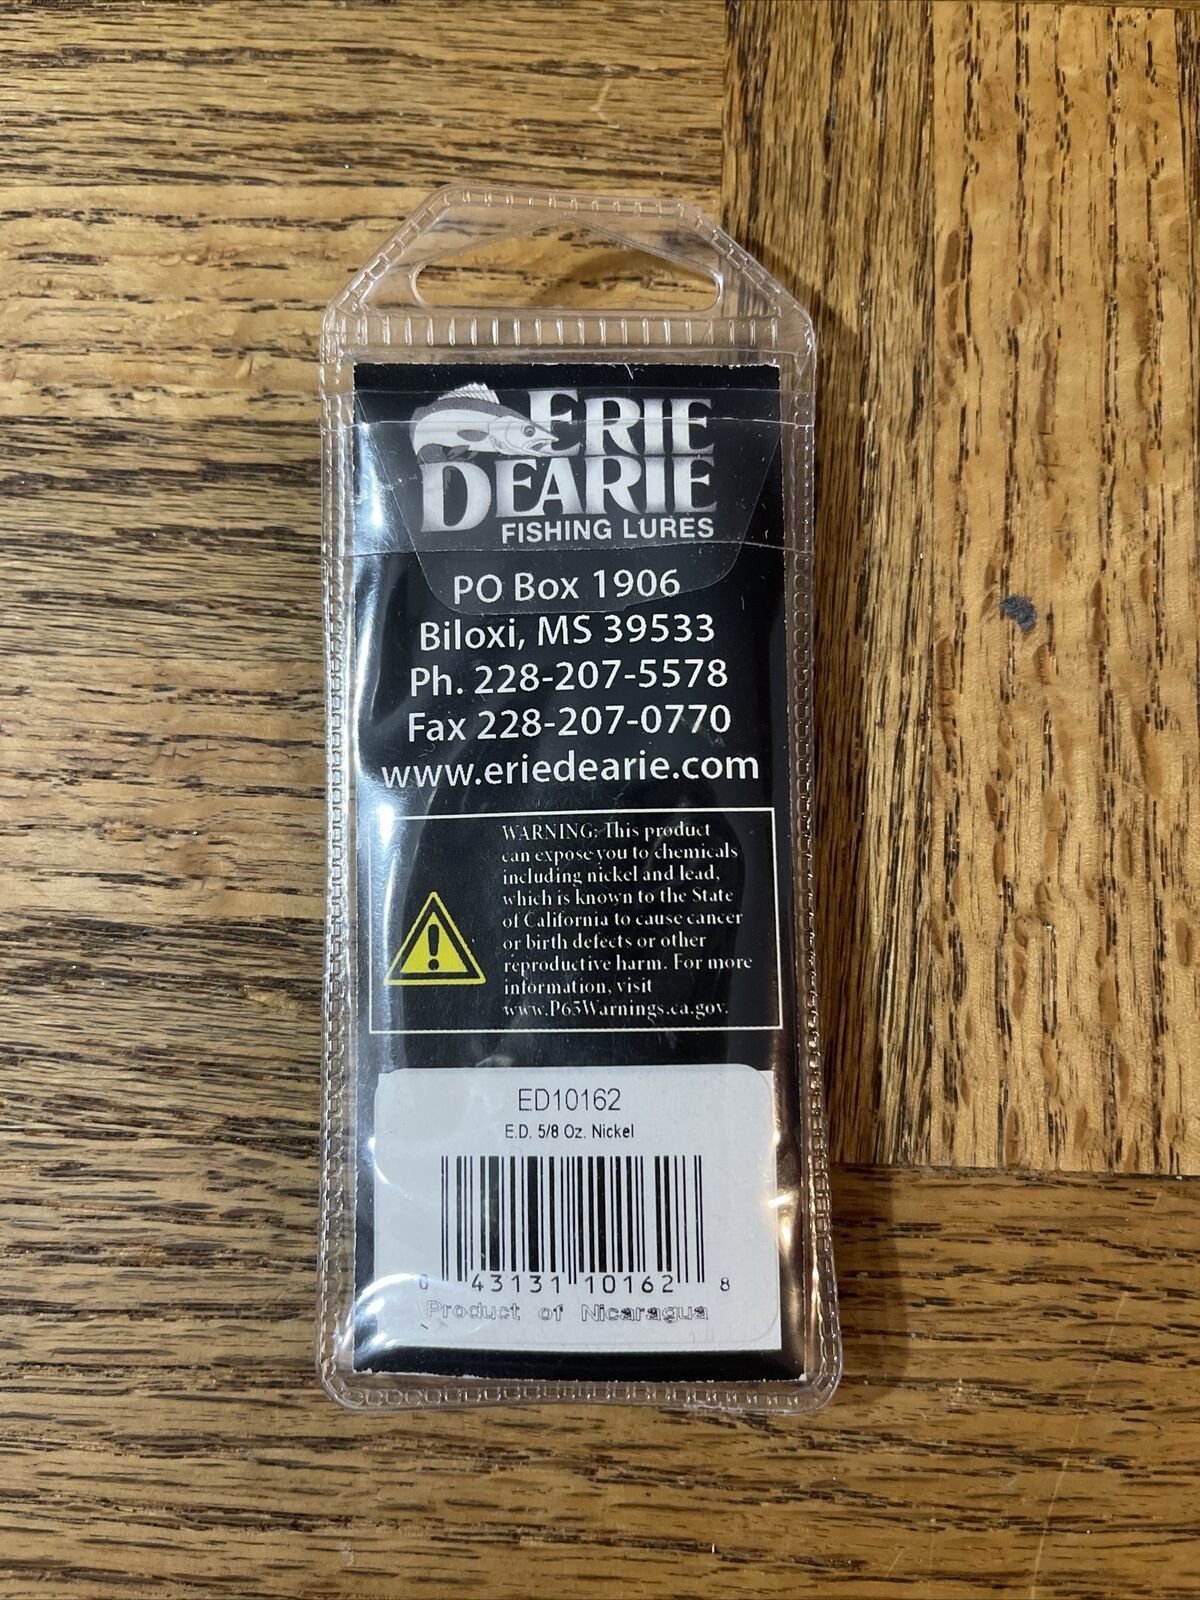 ERIE
DEARIE
FISHING LURES
PO Box 1906
Biloxi, MS 39533
Ph. 228-207-5578
Fax 228-207-0770
www.eriedearie.com
WARNING: This product
can expose you to chemicals
including nickel and lead,
which is known to the State
of California to cause cancer
or birth defects or other
reproductive harm. For more
information, visit
www.P65Warnings.ca.gov.
ED10162
E.D. 5/8 Oz. Nickel
0 43131 10162 8
Product of Nicaragua